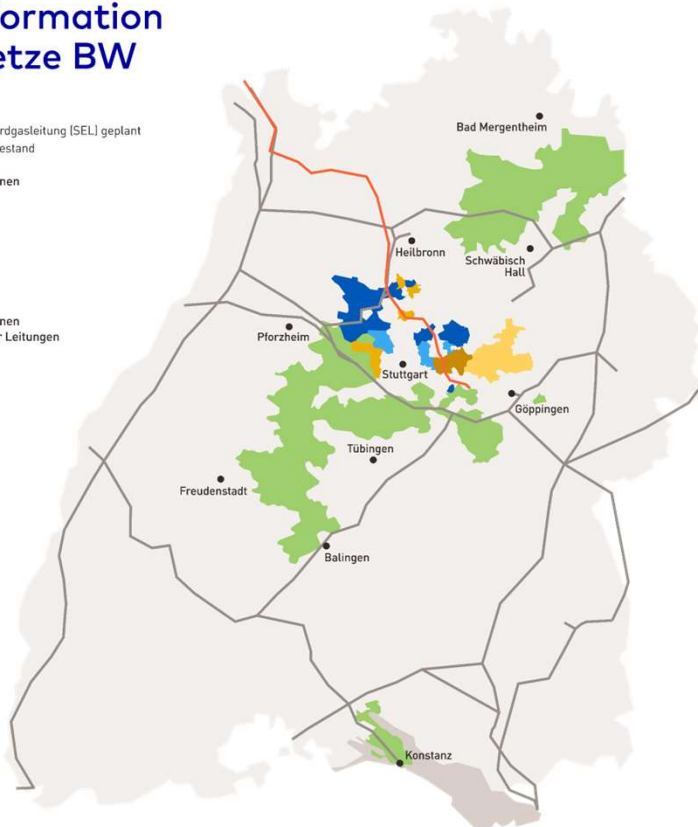 ormation
etze BW
rdgasleitung (SEL) geplant
estand
nen
nen
r Leitungen
Bad Mergentheim
Heilbronn
Schwäbisch
Hall
Pforzheim
Stuttgart
Göppingen
Tübingen
Freudenstadt
Balingen
Konstanz